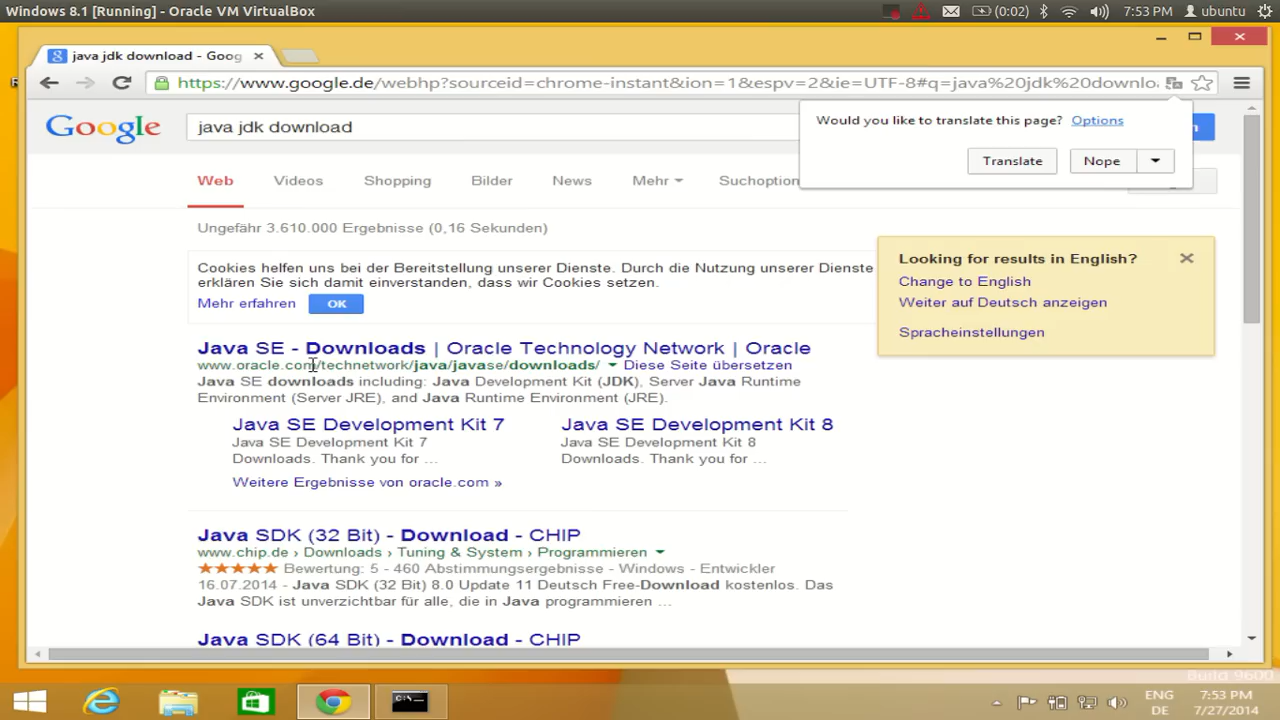 Windows 8.1 [Running] - Oracle VM VirtualBox
(0:02)
7:53 PM
ubuntu
java jdk download - Goog
https://www.google.de/webhp?sourceid=chrome-instant&ion=1&espv=2&ie=UTF-8#q=java%20jdk%20downlo
Google
java jdk download
Would you like to translate this page? Options
Translate
Nope
Web
Videos
Shopping
Bilder
News
Mehr
Suchoption
Ungefähr 3.610.000 Ergebnisse (0,16 Sekunden)
Cookies helfen uns bei der Bereitstellung unserer Dienste. Durch die Nutzung unserer Dienste
erklären Sie sich damit einverstanden, dass wir Cookies setzen.
Mehr erfahren
OK
Looking for results in English?
Change to English
Weiter auf Deutsch anzeigen
Spracheinstellungen
Java SE - Downloads | Oracle Technology Network | Oracle
www.oracle.com/technetwork/java/javase/downloads/ Diese Seite übersetzen
Java SE downloads including: Java Development Kit (JDK), Server Java Runtime
Environment (Server JRE), and Java Runtime Environment (JRE).
Java SE Development Kit 7
Java SE Development Kit 7
Downloads. Thank you for ...
Java SE Development Kit 8
Java SE Development Kit 8
Downloads. Thank you for ...
Weitere Ergebnisse von oracle.com »
Java SDK (32 Bit) - Download - CHIP
www.chip.de › Downloads › Tuning & System › Programmieren
Bewertung: 5 - 460 Abstimmungsergebnisse - Windows - Entwickler
16.07.2014 - Java SDK (32 Bit) 8.0 Update 11 Deutsch Free-Download kostenlos. Das
Java SDK ist unverzichtbar für alle, die in Java programmieren ...
Java SDK (64 Bit) - Download - CHIP
Build 9600
ENG
DE
7:53 PM
7/27/2014